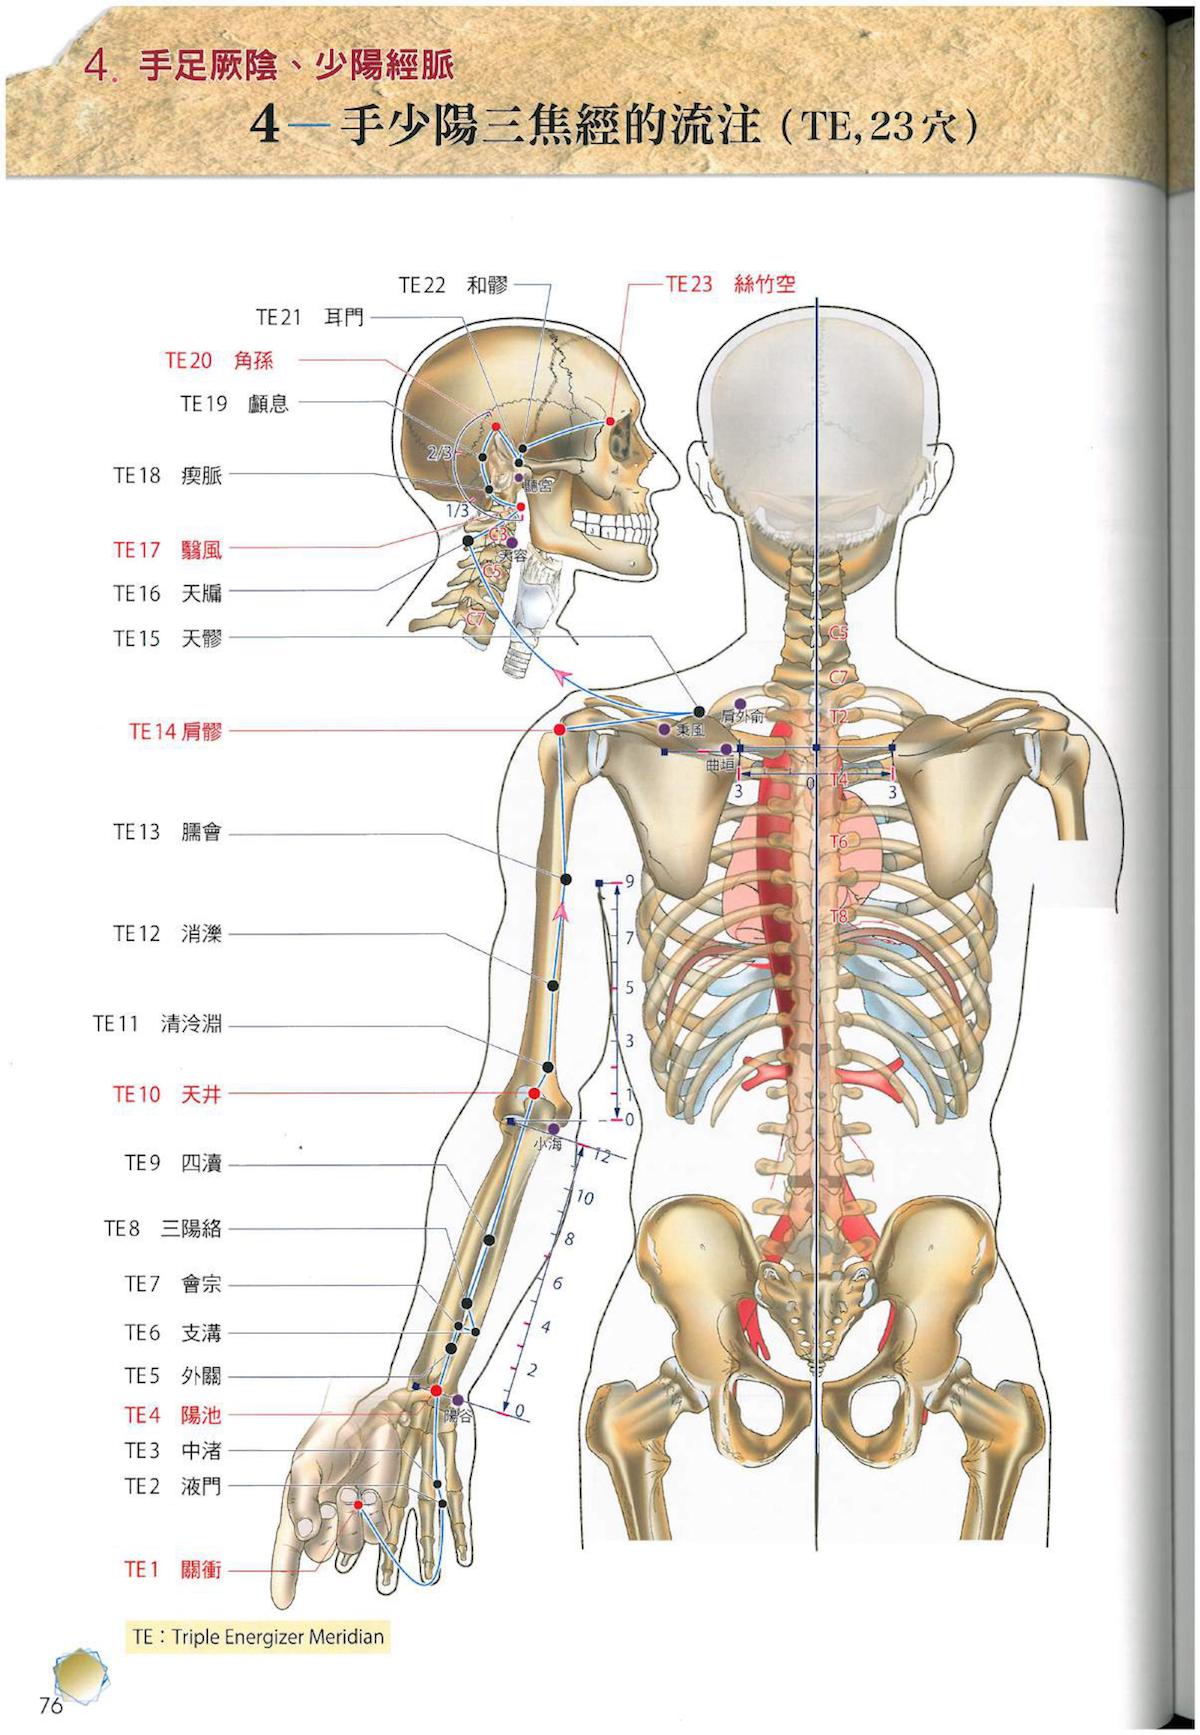 4. 手足厥陰、少陽經脈
4—手少陽三焦經的流注（TE,23穴）
TE22 和髎
TE23 絲竹空
TE21 耳門
TE20 角孫
TE19 顱息
2/3
TE18 瘈脈
聽宮
1/3
C3
TE17 翳風
天容
C5
TE16 天牖
C7
TE15 天髎
C5
C7
肩外俞
T2
TE14 肩髎
秉風
曲垣
3
0
T4
3
TE13 臑會
T6
9
T8
TE12 消濼
7
5
TE11 清泠淵
3
TE10 天井
1
0
小海
12
TE9 四瀆
10
TE8 三陽絡
8
TE7 會宗
6
TE6 支溝
4
TE5 外關
2
TE4 陽池
陽谷
0
TE3 中渚
TE2 液門
TE1 關衝
TE：Triple Energizer Meridian
76